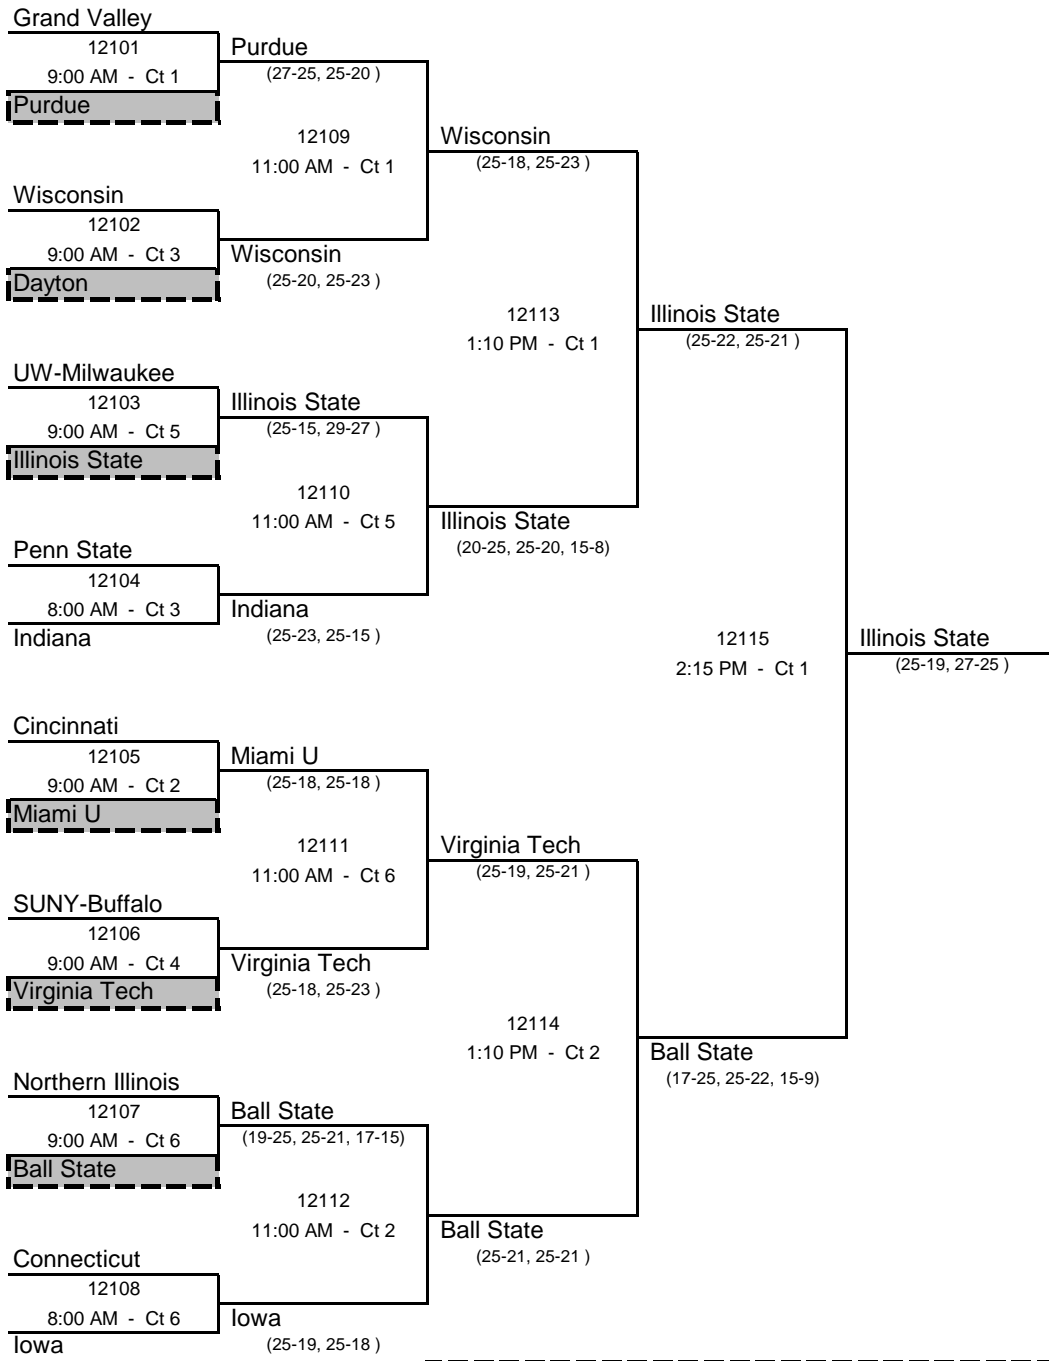 Grand Valley
12101
9:00 AM - Ct 1
Purdue
Purdue
(27-25, 25-20 )
12109
11:00 AM - Ct 1
Wisconsin
12102
9:00 AM - Ct 3
Dayton
Wisconsin
(25-20, 25-23 )
Wisconsin
(25-18, 25-23 )
12113
1:10 PM - Ct 1
UW-Milwaukee
12103
9:00 AM - Ct 5
Illinois State
Illinois State
(25-15, 29-27 )
12110
11:00 AM - Ct 5
Penn State
12104
8:00 AM - Ct 3
Indiana
Indiana
(25-23, 25-15 )
Illinois State
(20-25, 25-20, 15-8)
Illinois State
(25-22, 25-21 )
12115
2:15 PM - Ct 1
Illinois State
(25-19, 27-25 )
Cincinnati
12105
9:00 AM - Ct 2
Miami U
Miami U
(25-18, 25-18 )
12111
11:00 AM - Ct 6
SUNY-Buffalo
12106
9:00 AM - Ct 4
Virginia Tech
Virginia Tech
(25-18, 25-23 )
Virginia Tech
(25-19, 25-21 )
12114
1:10 PM - Ct 2
Ball State
(17-25, 25-22, 15-9)
Northern Illinois
12107
9:00 AM - Ct 6
Ball State
Ball State
(19-25, 25-21, 17-15)
12112
11:00 AM - Ct 2
Connecticut
12108
8:00 AM - Ct 6
Iowa
Iowa
(25-19, 25-18 )
Ball State
(25-21, 25-21 )